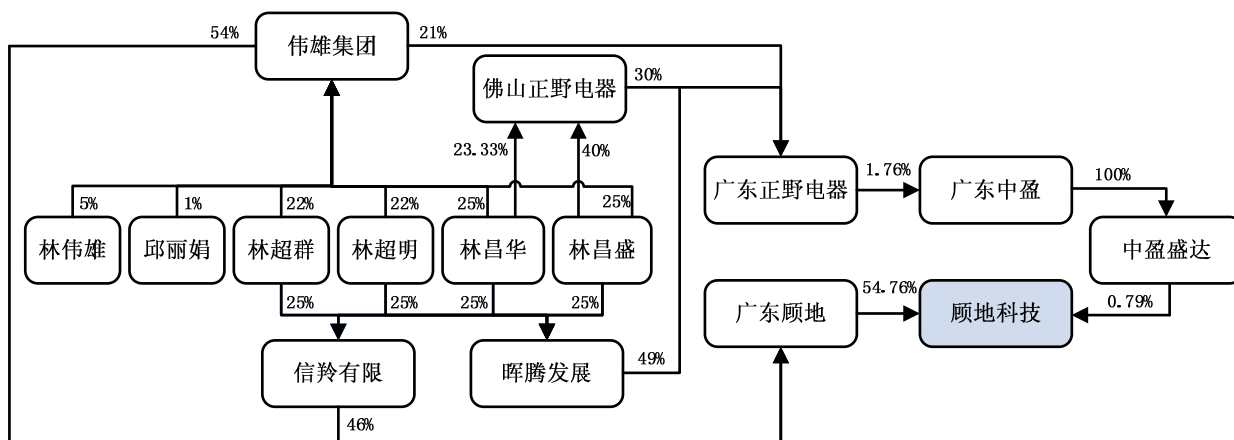 54%
伟雄集团
21%
佛山正野电器
30%
23.33%
40%
广东正野电器
1.76%
广东中盈
100%
5%
1%
22%
22%
25%
25%
林伟雄
邱丽娟
林超群
林超明
林昌华
林昌盛
中盈盛达
25%
25%
25%
25%
广东顾地
54.76%
顾地科技
0.79%
信羚有限
晖腾发展
49%
46%